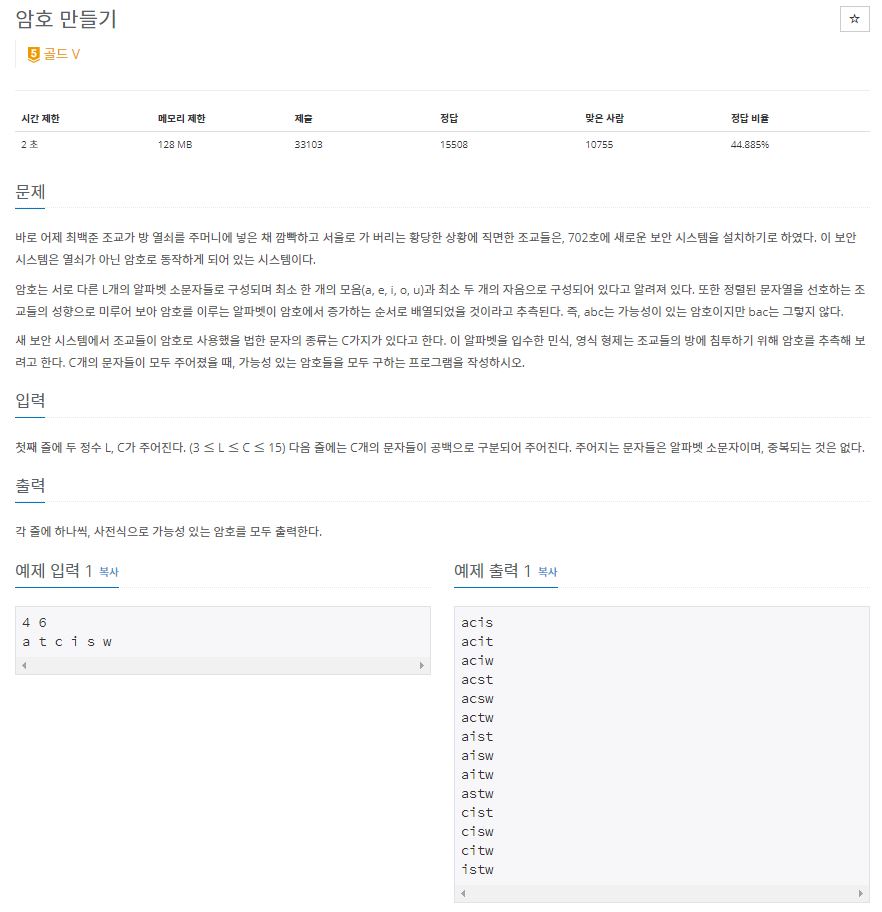 암호 만들기
☆
5 골드 V
시간 제한 메모리 제한 제출 정답 맞은 사람 정답 비율
2 초 128 MB 33103 15508 10755 44.885%
문제
바로 어제 최백준 조교가 방 열쇠를 주머니에 넣은 채 깜빡하고 서울로 가 버리는 황당한 상황에 직면한 조교들은, 702호에 새로운 보안 시스템을 설치하기로 하였다. 이 보안
시스템은 열쇠가 아닌 암호로 동작하게 되어 있는 시스템이다.
암호는 서로 다른 L개의 알파벳 소문자들로 구성되며 최소 한 개의 모음(a, e, i, o, u)과 최소 두 개의 자음으로 구성되어 있다고 알려져 있다. 또한 정렬된 문자열을 선호하는 조
교들의 성향으로 미루어 보아 암호를 이루는 알파벳이 암호에서 증가하는 순서로 배열되었을 것이라고 추측된다. 즉, abc는 가능성이 있는 암호이지만 bac는 그렇지 않다.
새 보안 시스템에서 조교들이 암호로 사용했을 법한 문자의 종류는 C가지가 있다고 한다. 이 알파벳을 입수한 민식, 영식 형제는 조교들의 방에 침투하기 위해 암호를 추측해 보
려고 한다. C개의 문자들이 모두 주어졌을 때, 가능성 있는 암호들을 모두 구하는 프로그램을 작성하시오.
입력
첫째 줄에 두 정수 L, C가 주어진다. (3 ≤ L ≤ C ≤ 15) 다음 줄에는 C개의 문자들이 공백으로 구분되어 주어진다. 주어지는 문자들은 알파벳 소문자이며, 중복되는 것은 없다.
출력
각 줄에 하나씩, 사전식으로 가능성 있는 암호를 모두 출력한다.
예제 입력 1 복사
4 6
a t c i s w
예제 출력 1 복사
acis
acit
aciw
acst
acsw
actw
aist
aisw
aitw
astw
cist
cisw
citw
istw